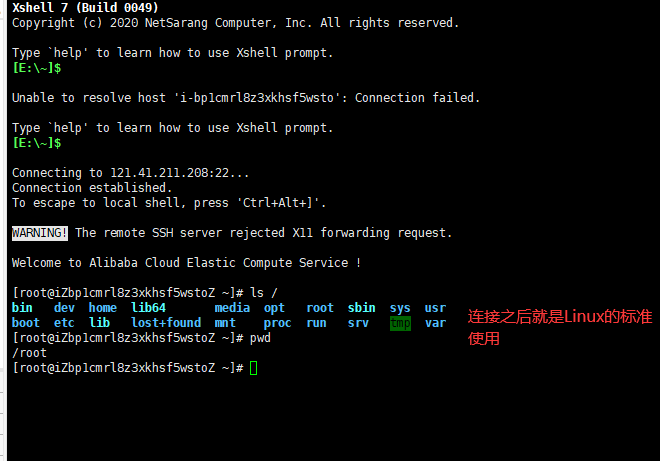 Xshell 7 (Build 0049)
Copyright (c) 2020 NetSarang Computer, Inc. All rights reserved.
Type `help' to learn how to use Xshell prompt.
[E:\~]$
Unable to resolve host 'i-bp1cmrl8z3xkhsf5wsto': Connection failed.
Type `help' to learn how to use Xshell prompt.
[E:\~]$
Connecting to 121.41.211.208:22...
Connection established.
To escape to local shell, press 'Ctrl+Alt+]'.
WARNING! The remote SSH server rejected X11 forwarding request.
Welcome to Alibaba Cloud Elastic Compute Service !
[root@iZbp1cmrl8z3xkhsf5wstoZ ~]# ls /
bin dev home lib64 media opt root sbin sys usr
boot etc lib lost+found mnt proc run srv tmp var
[root@iZbp1cmrl8z3xkhsf5wstoZ ~]# pwd
/root
[root@iZbp1cmrl8z3xkhsf5wstoZ ~]#
连接之后就是Linux的标准
使用